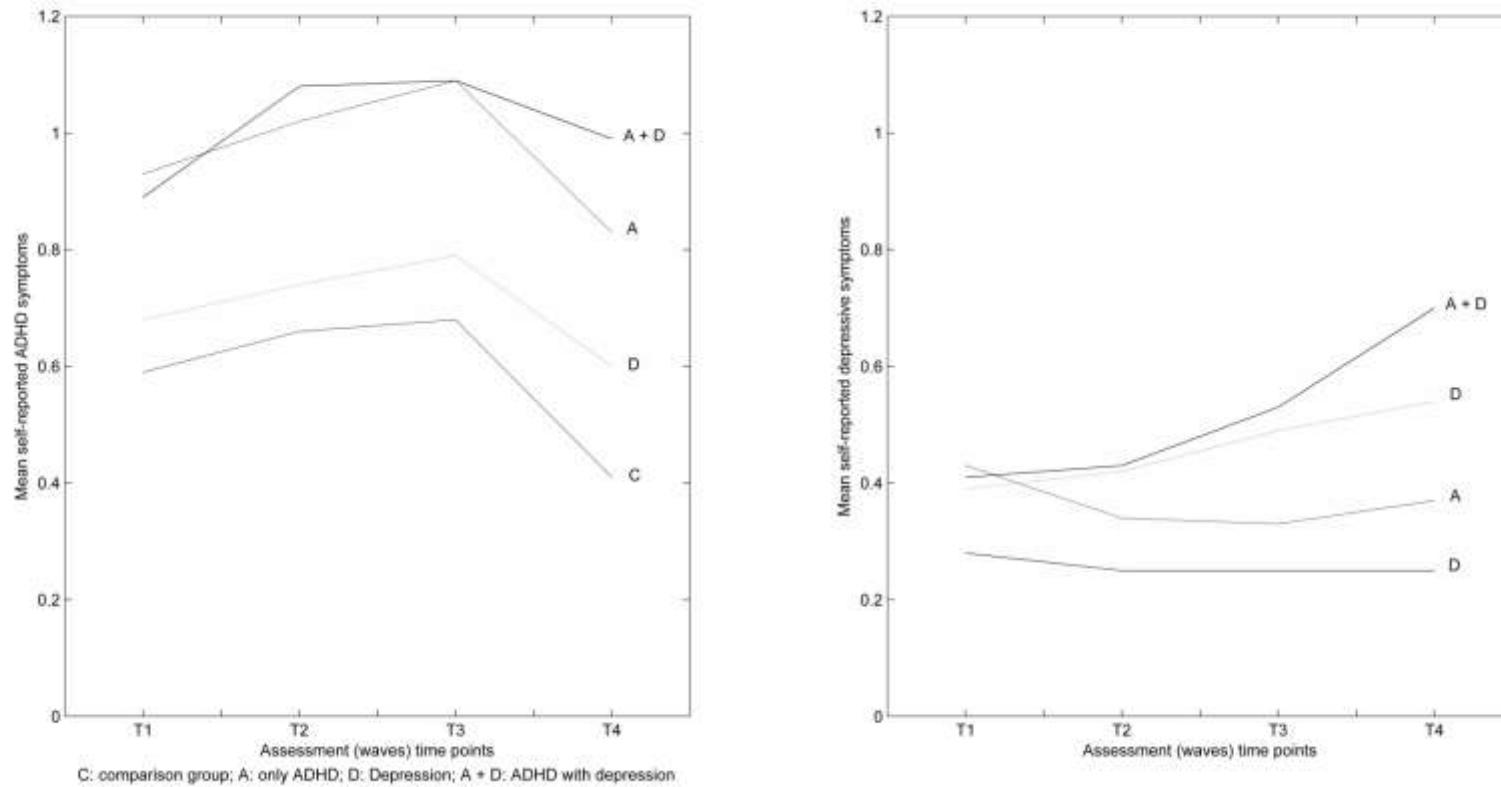 1.2
1
0.8
0.6
0.4
0.2
0
Mean self-reported ADHD symptoms
A + D
A
D
C
T1 T2 T3 T4
Assessment (waves) time points
C: comparison group; A: only ADHD; D: Depression; A + D: ADHD with depression
1.2
1
0.8
0.6
0.4
0.2
0
Mean self-reported depressive symptoms
A + D
D
A
D
T1 T2 T3 T4
Assessment (waves) time points